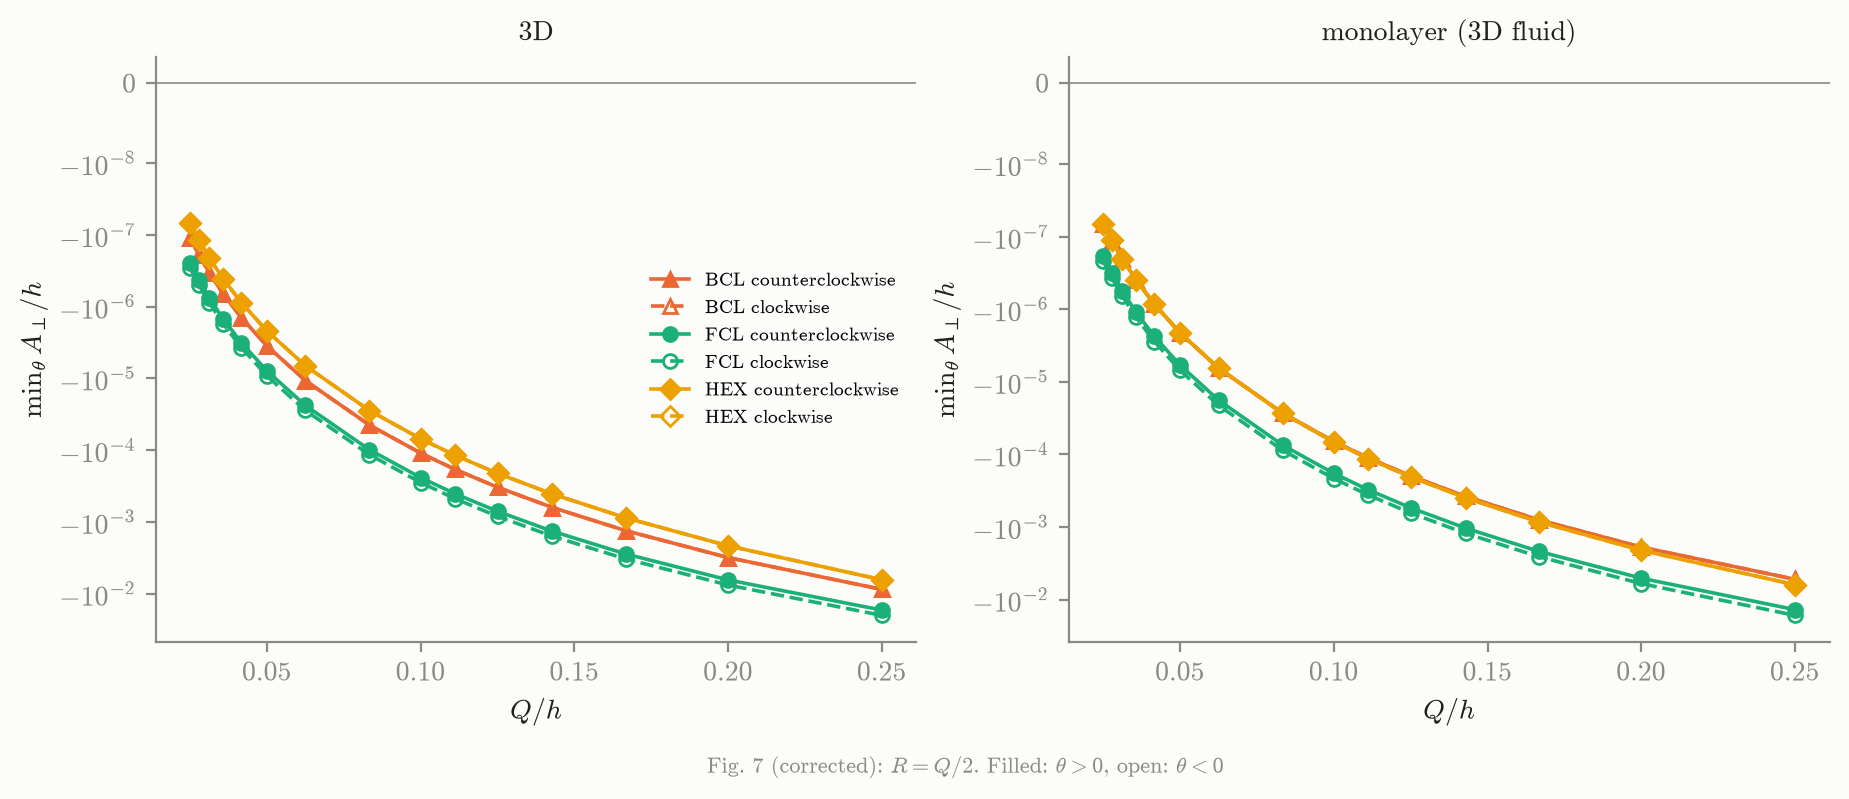 3D
0
−10⁻⁸
−10⁻⁷
−10⁻⁶
−10⁻⁵
−10⁻⁴
−10⁻³
−10⁻²
min_θ A_⊥/h
BCL counterclockwise
BCL clockwise
FCL counterclockwise
FCL clockwise
HEX counterclockwise
HEX clockwise
0.05 0.10 0.15 0.20 0.25
Q/h
monolayer (3D fluid)
0
−10⁻⁸
−10⁻⁷
−10⁻⁶
−10⁻⁵
−10⁻⁴
−10⁻³
−10⁻²
min_θ A_⊥/h
0.05 0.10 0.15 0.20 0.25
Q/h
Fig. 7 (corrected): R = Q/2. Filled: θ > 0, open: θ < 0